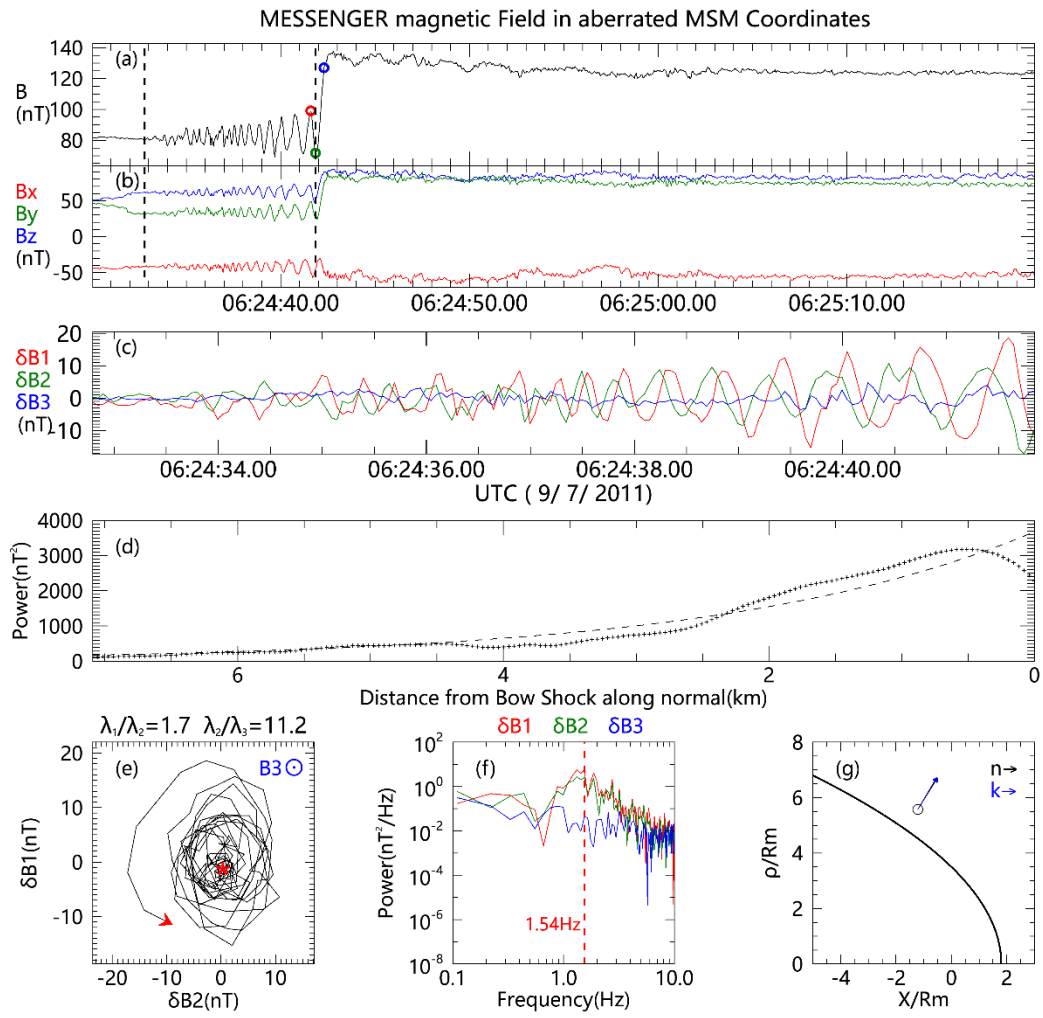 MESSENGER magnetic Field in aberrated MSM Coordinates
(a)
140
120
100
80
B
(nT)
(b)
50
0
-50
Bx
By
Bz
(nT)
06:24:40.00 06:24:50.00 06:25:00.00 06:25:10.00
(c)
20
10
0
-10
δB1
δB2
δB3
(nT)
06:24:34.00 06:24:36.00 06:24:38.00 06:24:40.00
UTC ( 9/ 7/ 2011)
(d)
4000
3000
2000
1000
0
Power(nT²)
6 4 2 0
Distance from Bow Shock along normal(km)
λ₁/λ₂=1.7 λ₂/λ₃=11.2
(e)
B3
20
10
0
-10
δB1(nT)
-20 -10 0 10
δB2(nT)
δB1 δB2 δB3
(f)
10²
10⁰
10⁻²
10⁻⁴
10⁻⁶
10⁻⁸
Power(nT²/Hz)
1.54Hz
0.1 1.0 10.0
Frequency(Hz)
(g)
n→
k→
8
6
4
2
0
ρ/Rm
-4 -2 0 2
X/Rm